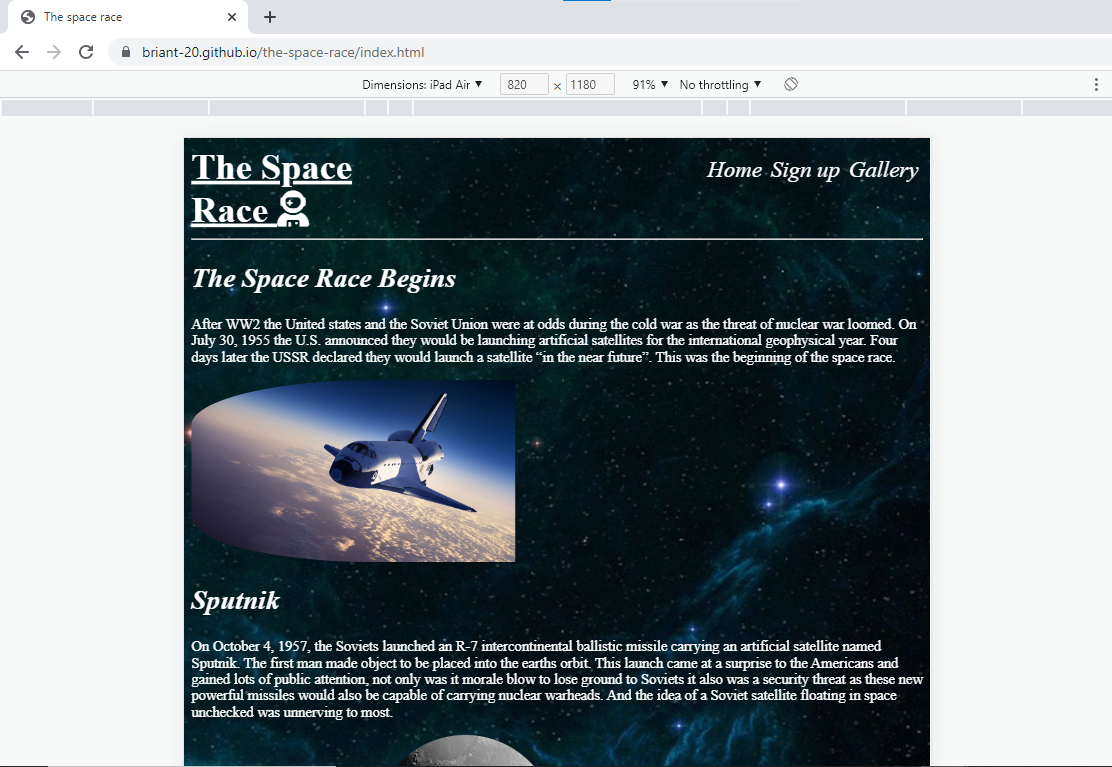 The space race
briant-20.github.io/the-space-race/index.html
Dimensions: iPad Air ▼ 820 × 1180 91% ▼ No throttling ▼
The Space
Race
Home Sign up Gallery
The Space Race Begins
After WW2 the United states and the Soviet Union were at odds during the cold war as the threat of nuclear war loomed. On
July 30, 1955 the U.S. announced they would be launching artificial satellites for the international geophysical year. Four
days later the USSR declared they would launch a satellite “in the near future”. This was the beginning of the space race.
Sputnik
On October 4, 1957, the Soviets launched an R-7 intercontinental ballistic missile carrying an artificial satellite named
Sputnik. The first man made object to be placed into the earths orbit. This launch came at a surprise to the Americans and
gained lots of public attention, not only was it morale blow to lose ground to Soviets it also was a security threat as these new
powerful missiles would also be capable of carrying nuclear warheads. And the idea of a Soviet satellite floating in space
unchecked was unnerving to most.